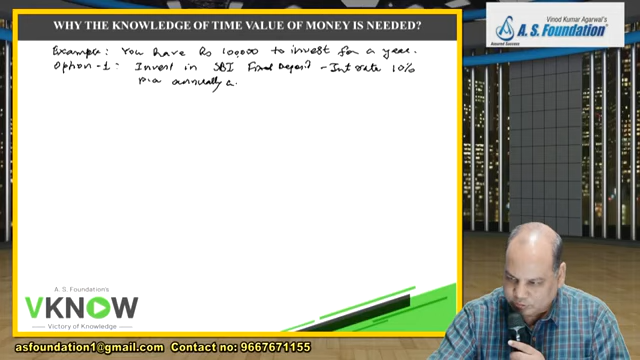 WHY THE KNOWLEDGE OF TIME VALUE OF MONEY IS NEEDED?
Vinod Kumar Agarwal's
A. S. Foundation
Assured Success
Example: You have Rs 100000 to invest for a year.
Option-1: Invest in SBI Fixed Deposit - Int rate 10%
p.a annually c.
A. S. Foundation's
VKNOW
- Victory of Knowledge -
asfoundation1@gmail.com Contact no: 9667671155